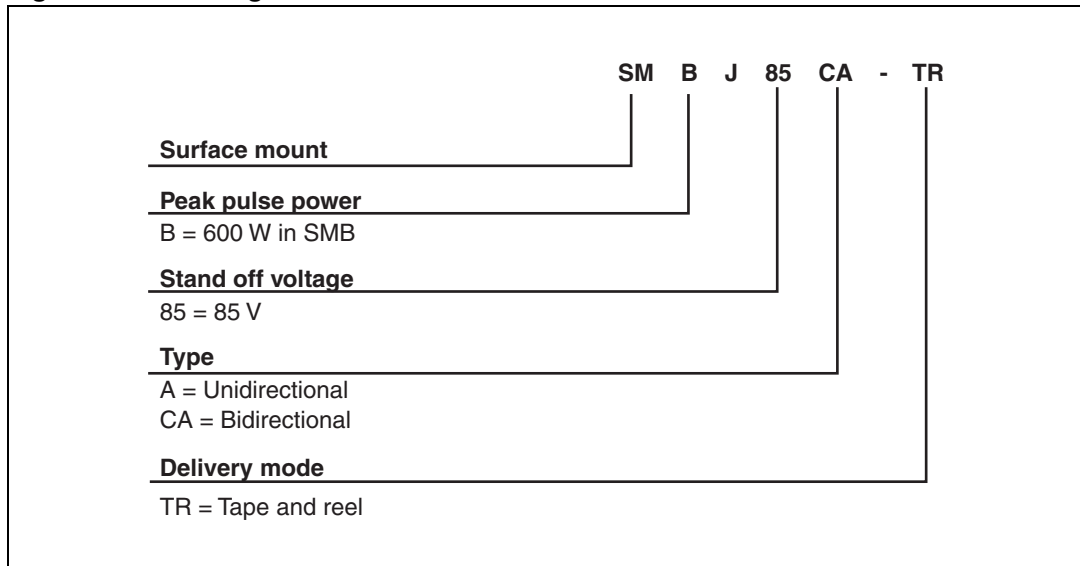 SM B J 85 CA - TR
Surface mount
Peak pulse power
B = 600 W in SMB
Stand off voltage
85 = 85 V
Type
A = Unidirectional
CA = Bidirectional
Delivery mode
TR = Tape and reel